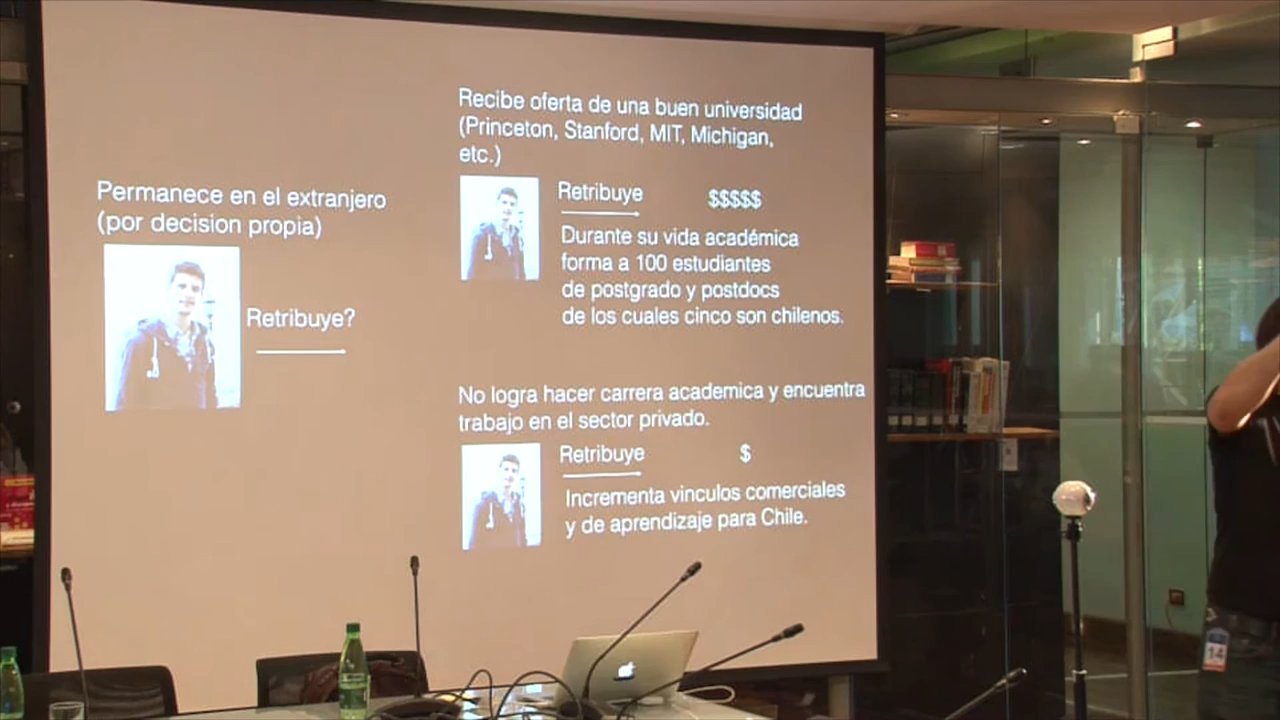 Permanece en el extranjero
(por decision propia)
Retribuye?
Recibe oferta de una buen universidad
(Princeton, Stanford, MIT, Michigan,
etc.)
Retribuye $$$$$
Durante su vida académica
forma a 100 estudiantes
de postgrado y postdocs
de los cuales cinco son chilenos.
No logra hacer carrera academica y encuentra
trabajo en el sector privado.
Retribuye $
Incrementa vinculos comerciales
y de aprendizaje para Chile.
14